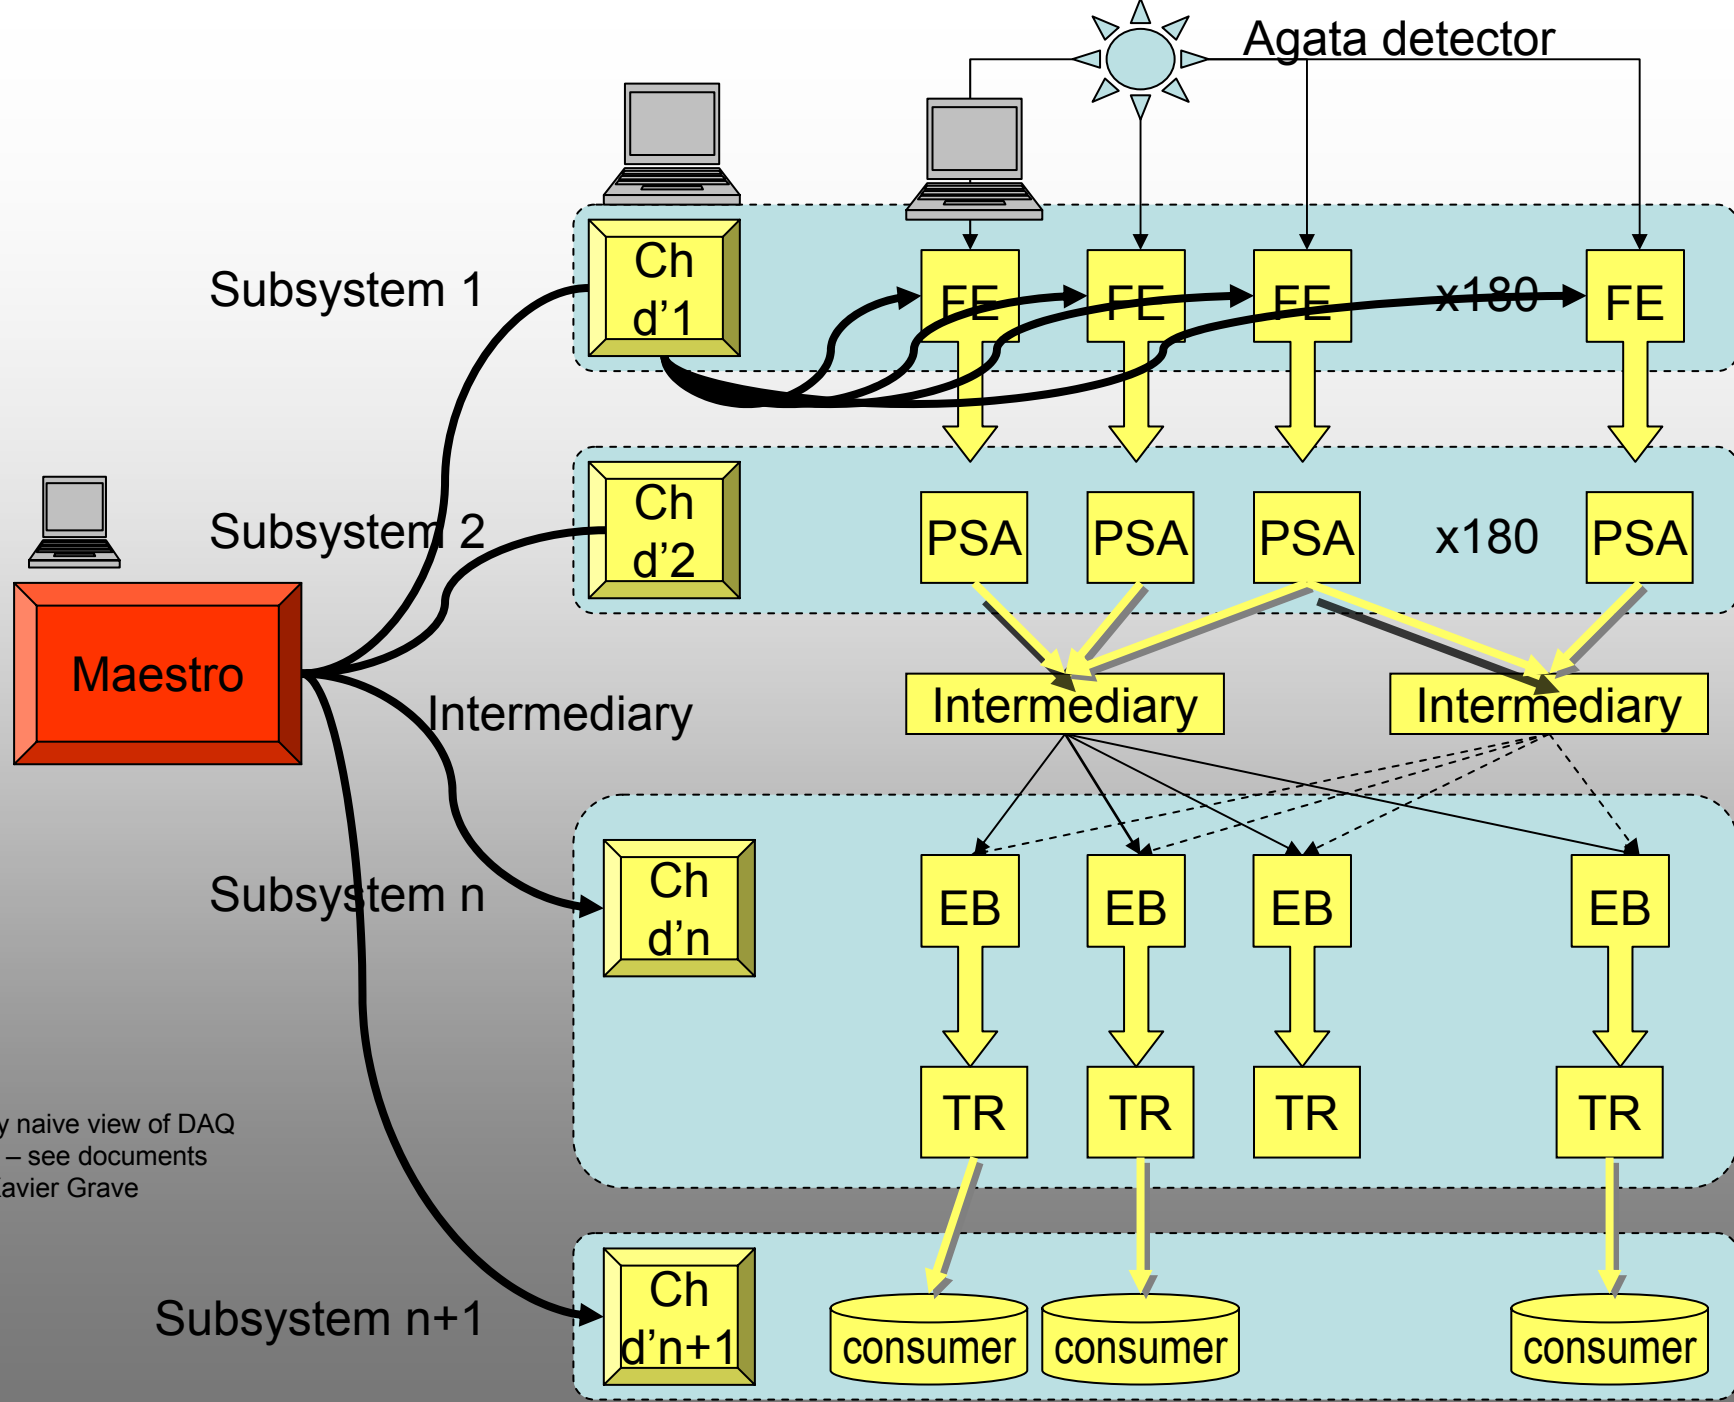 Agata detector
Subsystem 1
Ch
d’1
FE
FE
FE
x180
FE
Subsystem 2
Ch
d’2
PSA
PSA
PSA
x180
PSA
Maestro
Intermediary
Intermediary
Intermediary
Subsystem n
Ch
d’n
EB
EB
EB
EB
TR
TR
TR
TR
y naive view of DAQ
– see documents
Xavier Grave
Subsystem n+1
Ch
d’n+1
consumer
consumer
consumer